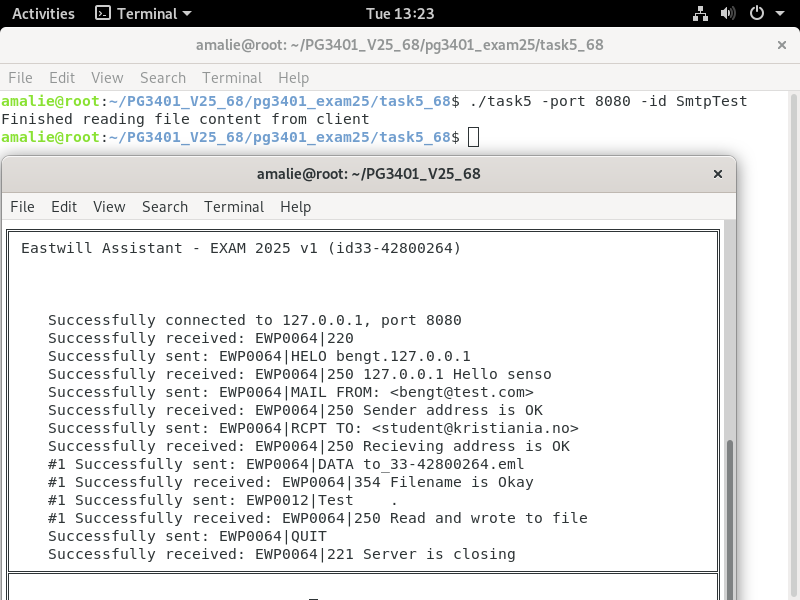 Activities Terminal Tue 13:23
amalie@root: ~/PG3401_V25_68/pg3401_exam25/task5_68 ×
File Edit View Search Terminal Help
amalie@root:~/PG3401_V25_68/pg3401_exam25/task5_68$ ./task5 -port 8080 -id SmtpTest
Finished reading file content from client
amalie@root:~/PG3401_V25_68/pg3401_exam25/task5_68$
amalie@root: ~/PG3401_V25_68 ×
File Edit View Search Terminal Help
Eastwill Assistant - EXAM 2025 v1 (id33-42800264)
Successfully connected to 127.0.0.1, port 8080
Successfully received: EWP0064|220
Successfully sent: EWP0064|HELO bengt.127.0.0.1
Successfully received: EWP0064|250 127.0.0.1 Hello senso
Successfully sent: EWP0064|MAIL FROM: <bengt@test.com>
Successfully received: EWP0064|250 Sender address is OK
Successfully sent: EWP0064|RCPT TO: <student@kristiania.no>
Successfully received: EWP0064|250 Recieving address is OK
#1 Successfully sent: EWP0064|DATA to_33-42800264.eml
#1 Successfully received: EWP0064|354 Filename is Okay
#1 Successfully sent: EWP0012|Test    .
#1 Successfully received: EWP0064|250 Read and wrote to file
Successfully sent: EWP0064|QUIT
Successfully received: EWP0064|221 Server is closing